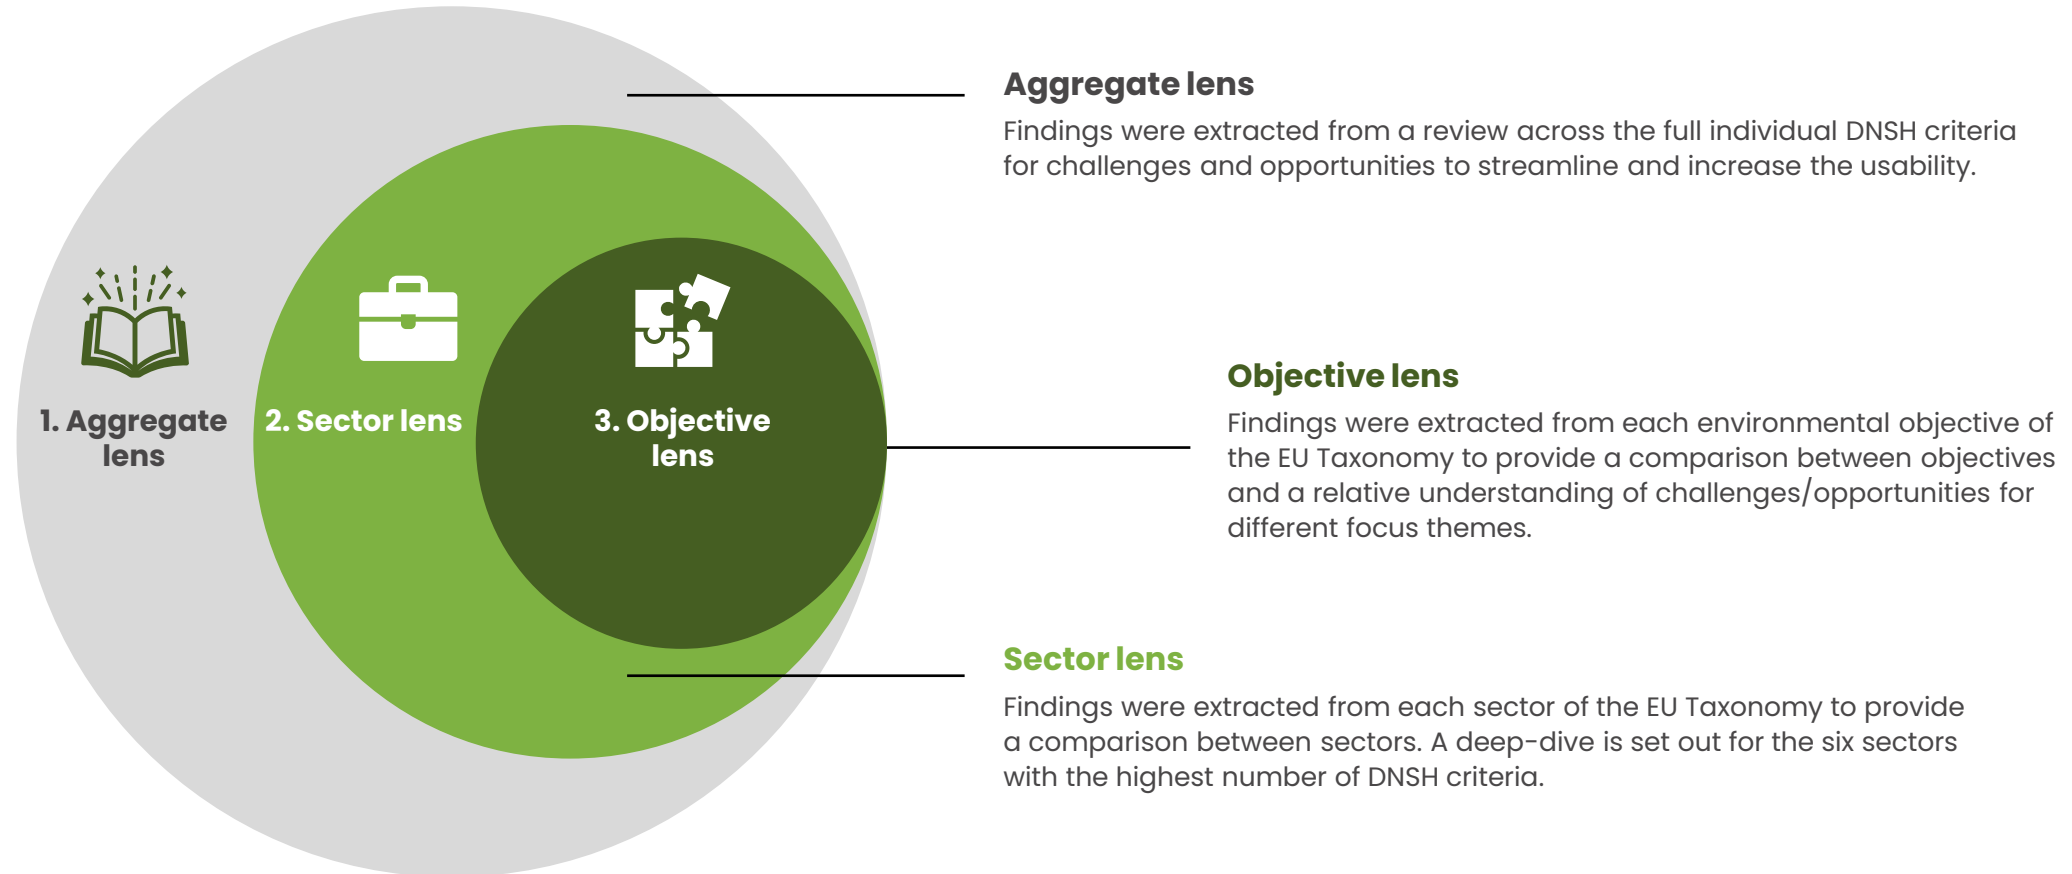 1. Aggregate
lens
2. Sector lens
3. Objective
lens
Aggregate lens
Findings were extracted from a review across the full individual DNSH criteria
for challenges and opportunities to streamline and increase the usability.
Objective lens
Findings were extracted from each environmental objective of
the EU Taxonomy to provide a comparison between objectives
and a relative understanding of challenges/opportunities for
different focus themes.
Sector lens
Findings were extracted from each sector of the EU Taxonomy to provide
a comparison between sectors. A deep-dive is set out for the six sectors
with the highest number of DNSH criteria.